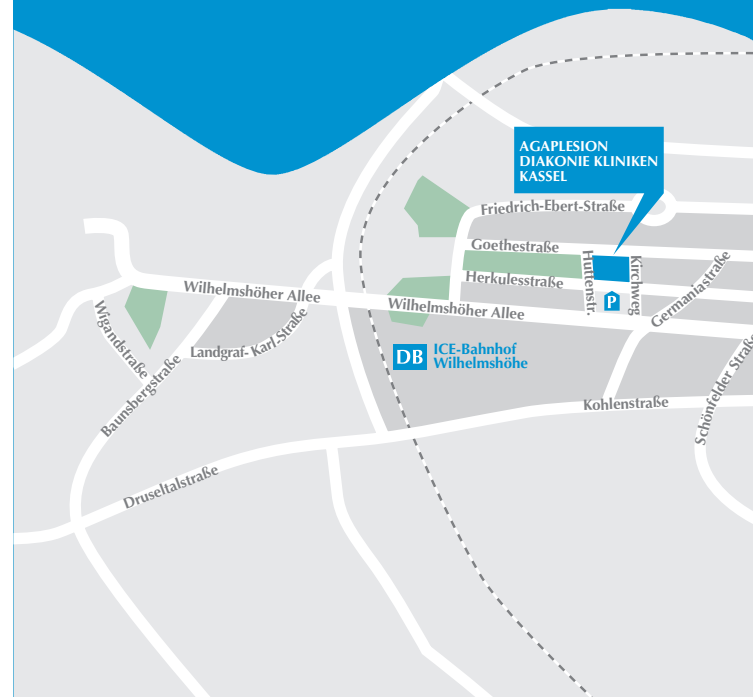 AGAPLESION
DIAKONIE KLINIKEN
KASSEL
Friedrich-Ebert-Straße
Goethestraße
Herkulesstraße
Huttenstr.
Kirchweg
Germaniastraße
P
Wilhelmshöher Allee
Wilhelmshöher Allee
Wigandstraße
Landgraf-Karl-Straße
Baunsbergstraße
DB
ICE-Bahnhof
Wilhelmshöhe
Schönfelder Straße
Kohlenstraße
Druseltalstraße